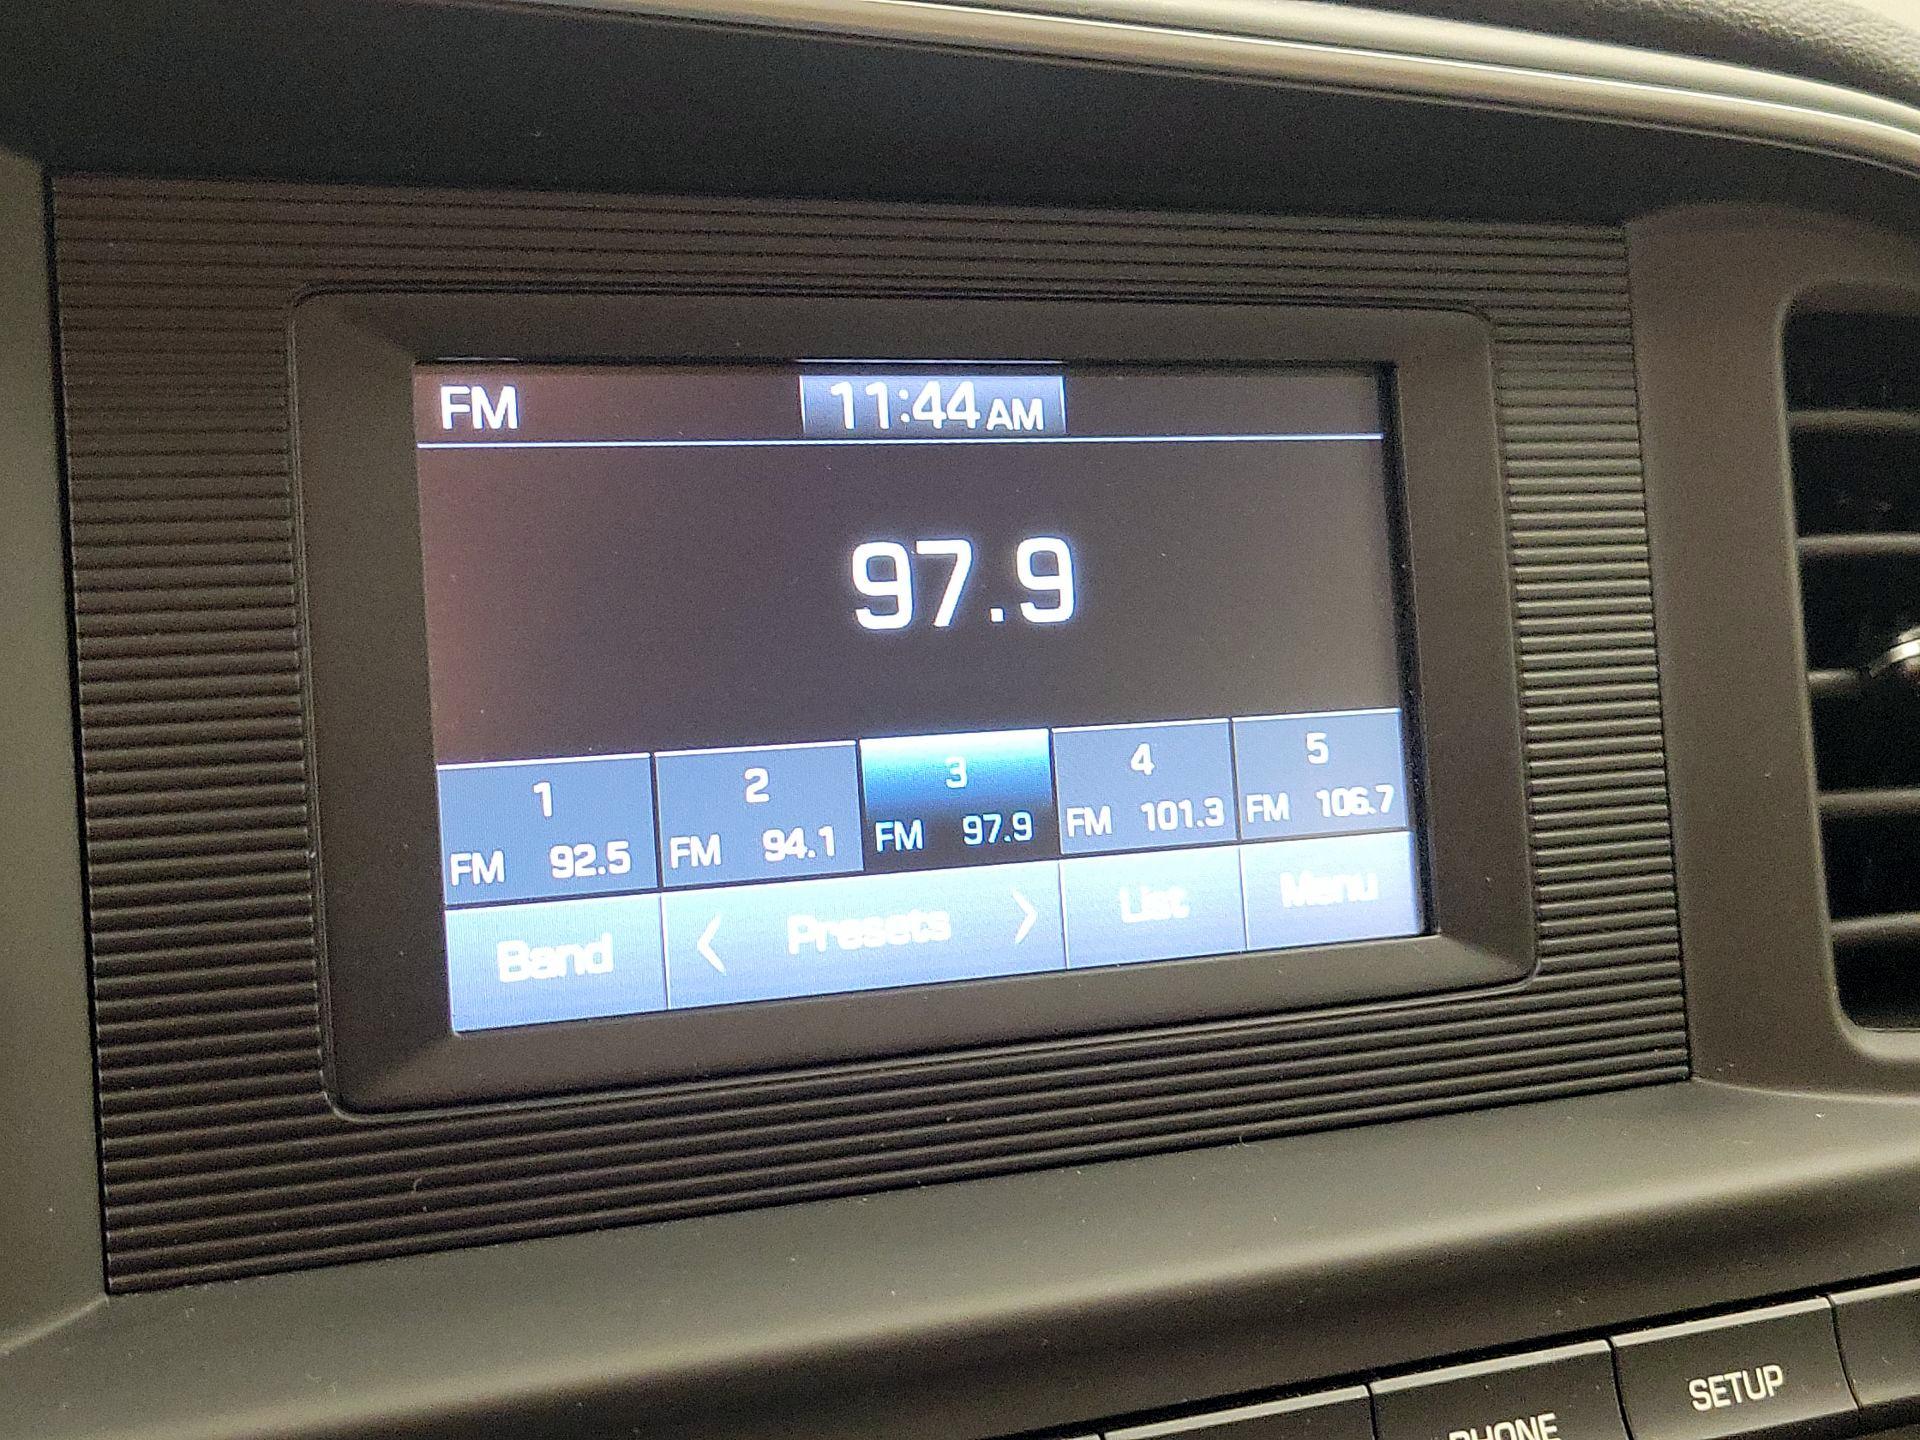 FM 11:44 AM
97.9
1 2 3 4 5
FM 92.5 FM 94.1 FM 97.9 FM 101.3 FM 106.7
Band < Presets > List Menu
SETUP
PHONE